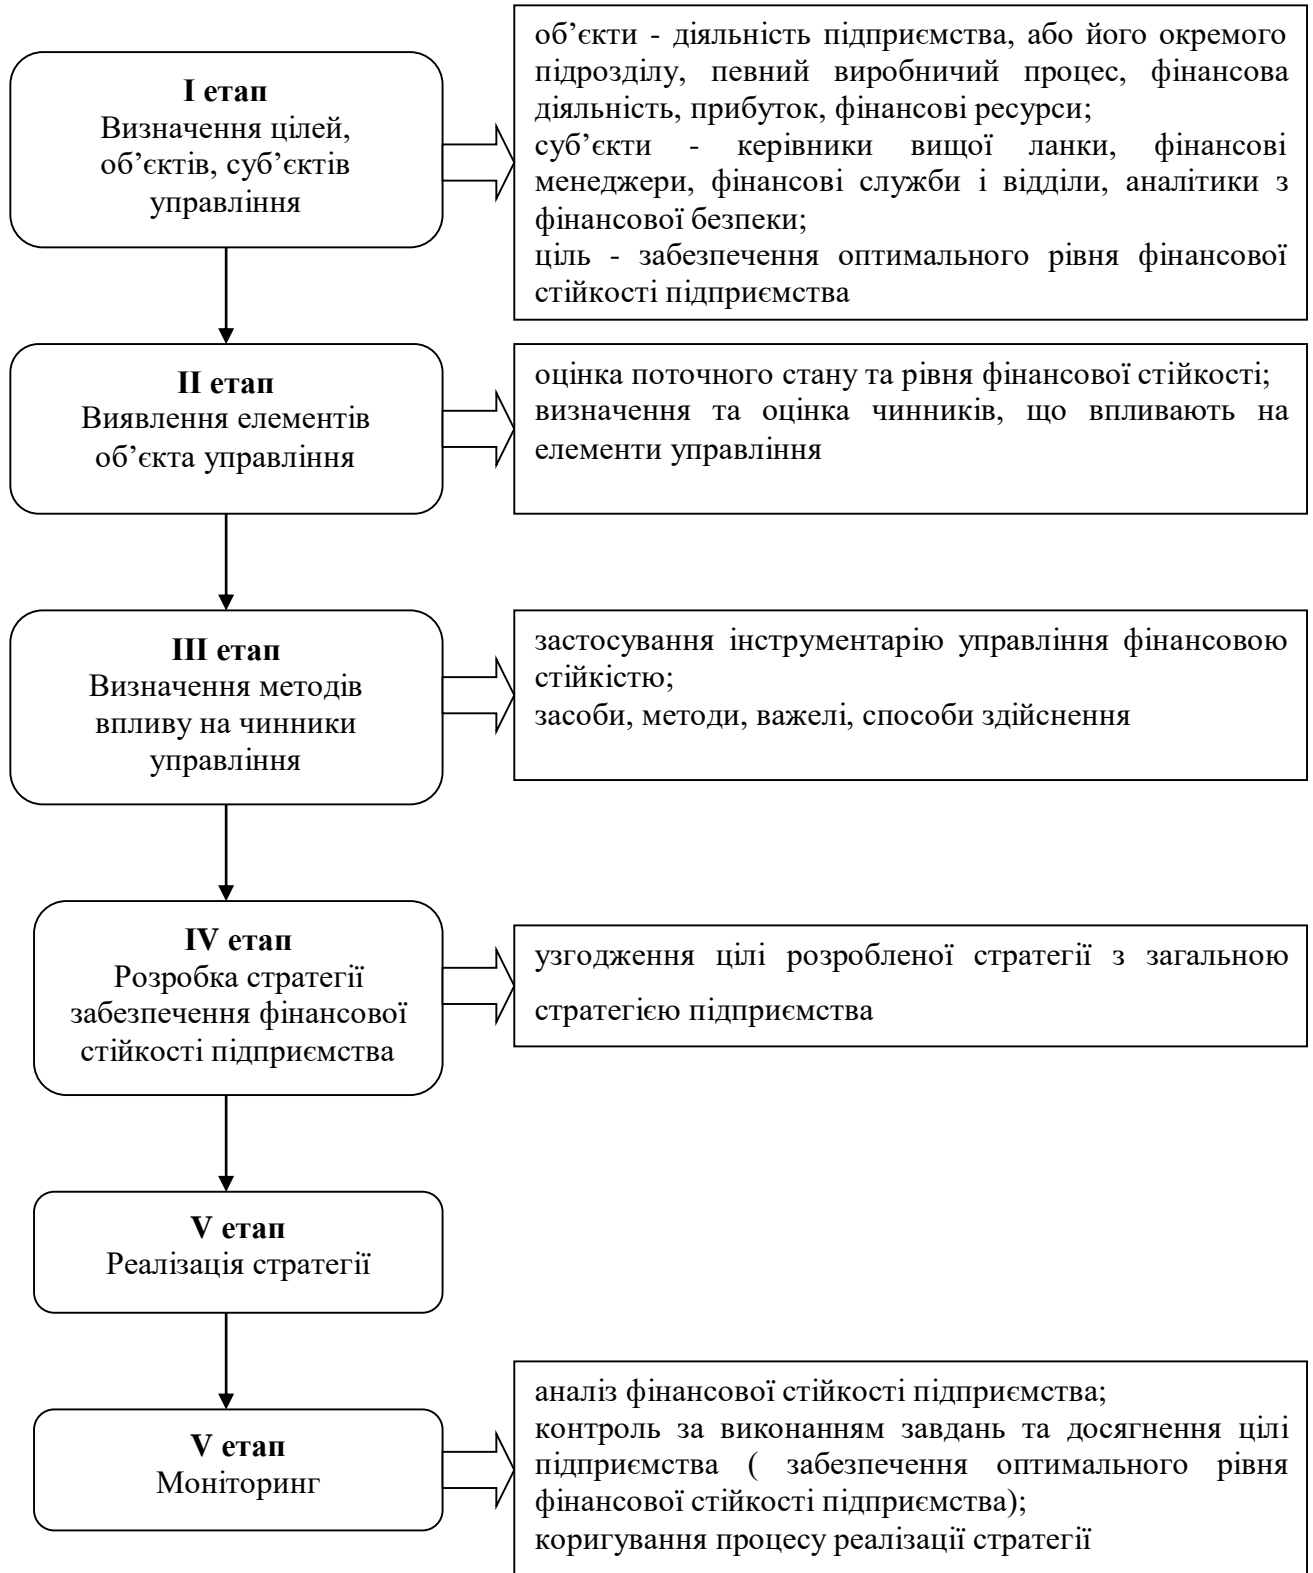 І етап
Визначення цілей,
об’єктів, суб’єктів
управління
об’єкти - діяльність підприємства, або його окремого
підрозділу, певний виробничий процес, фінансова
діяльність, прибуток, фінансові ресурси;
суб’єкти - керівники вищої ланки, фінансові
менеджери, фінансові служби і відділи, аналітики з
фінансової безпеки;
ціль - забезпечення оптимального рівня фінансової
стійкості підприємства
ІІ етап
Виявлення елементів
об’єкта управління
оцінка поточного стану та рівня фінансової стійкості;
визначення та оцінка чинників, що впливають на
елементи управління
ІІІ етап
Визначення методів
впливу на чинники
управління
застосування інструментарію управління фінансовою
стійкістю;
засоби, методи, важелі, способи здійснення
IV етап
Розробка стратегії
забезпечення фінансової
стійкості підприємства
узгодження цілі розробленої стратегії з загальною
стратегією підприємства
V етап
Реалізація стратегії
V етап
Моніторинг
аналіз фінансової стійкості підприємства;
контроль за виконанням завдань та досягнення цілі
підприємства ( забезпечення оптимального рівня
фінансової стійкості підприємства);
коригування процесу реалізації стратегії